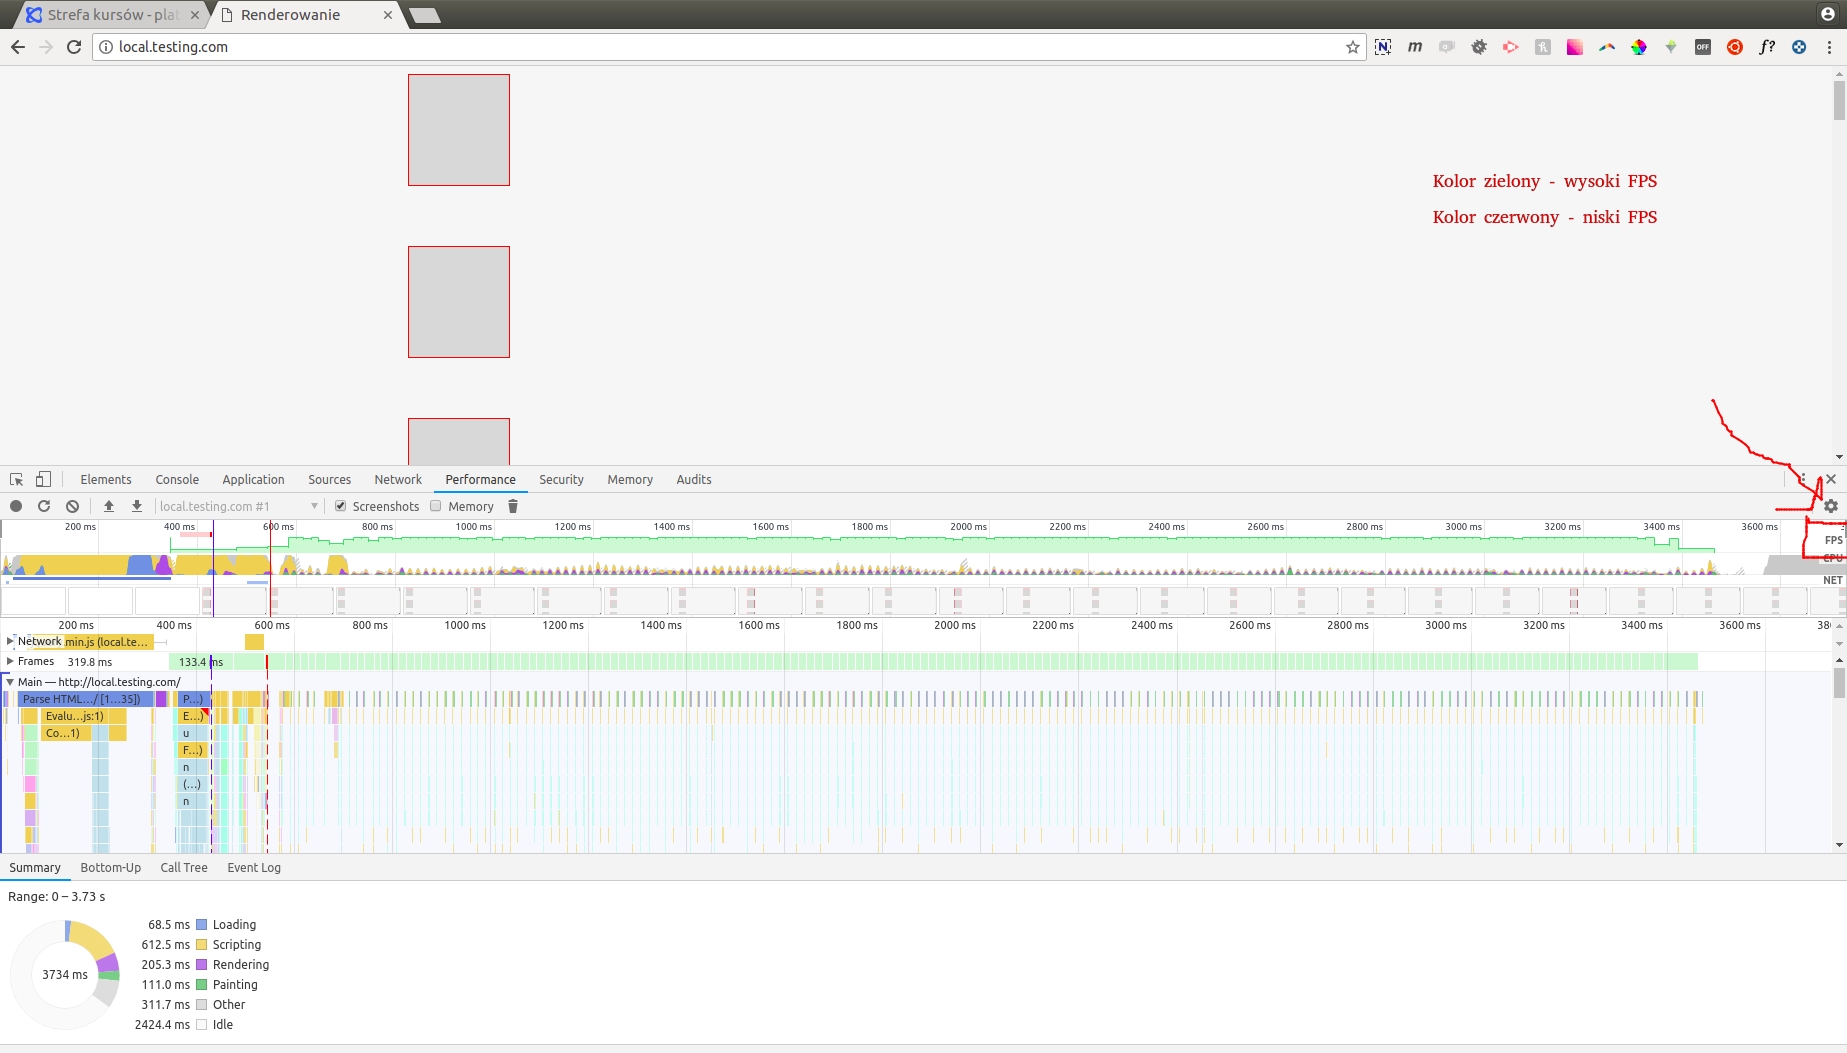 Strefa kursów - plat
Renderowanie
local.testing.com
Kolor zielony - wysoki FPS
Kolor czerwony - niski FPS
Elements Console Application Sources Network Performance Security Memory Audits
local.testing.com #1 Screenshots Memory
200 ms 400 ms 600 ms 800 ms 1000 ms 1200 ms 1400 ms 1600 ms 1800 ms 2000 ms 2200 ms 2400 ms 2600 ms 2800 ms 3000 ms 3200 ms 3400 ms 3600 ms
FPS
CPU
NET
200 ms 400 ms 600 ms 800 ms 1000 ms 1200 ms 1400 ms 1600 ms 1800 ms 2000 ms 2200 ms 2400 ms 2600 ms 2800 ms 3000 ms 3200 ms 3400 ms 3600 ms
Network min.js (local.te...
Frames 319.8 ms 133.4 ms
Main — http://local.testing.com/
Parse HTML.../ [1...35]) P...)
Evalu...js:1) E...)
Co...1) u
F...)
n
(...)
n
Summary Bottom-Up Call Tree Event Log
Range: 0 – 3.73 s
68.5 ms Loading
612.5 ms Scripting
205.3 ms Rendering
3734 ms
111.0 ms Painting
311.7 ms Other
2424.4 ms Idle